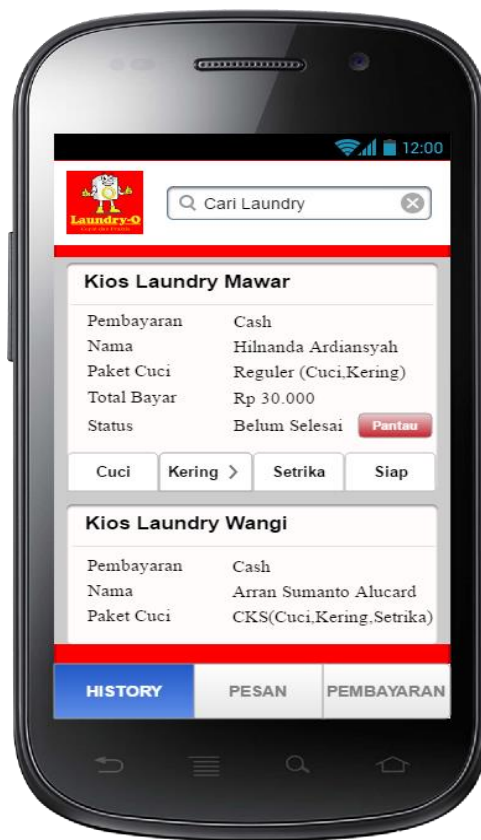 12:00
Laundry-O
Cari Laundry
Kios Laundry Mawar
Pembayaran Cash
Nama Hilnanda Ardiansyah
Paket Cuci Reguler (Cuci,Kering)
Total Bayar Rp 30.000
Status Belum Selesai Pantau
Cuci Kering > Setrika Siap
Kios Laundry Wangi
Pembayaran Cash
Nama Arran Sumanto Alucard
Paket Cuci CKS(Cuci,Kering,Setrika)
HISTORY PESAN PEMBAYARAN